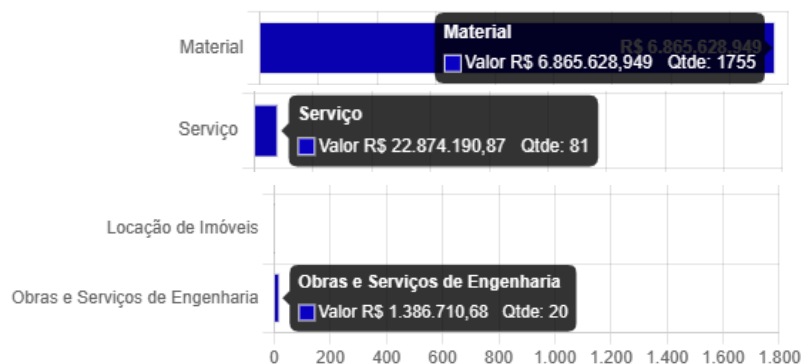 Material
Material
R$ 6.865.628,949
Valor R$ 6.865.628,949 Qtde: 1755
Serviço
Serviço
Valor R$ 22.874.190,87 Qtde: 81
Locação de Imóveis
Obras e Serviços de Engenharia
Obras e Serviços de Engenharia
Valor R$ 1.386.710,68 Qtde: 20
0 200 400 600 800 1.000 1.200 1.400 1.600 1.800